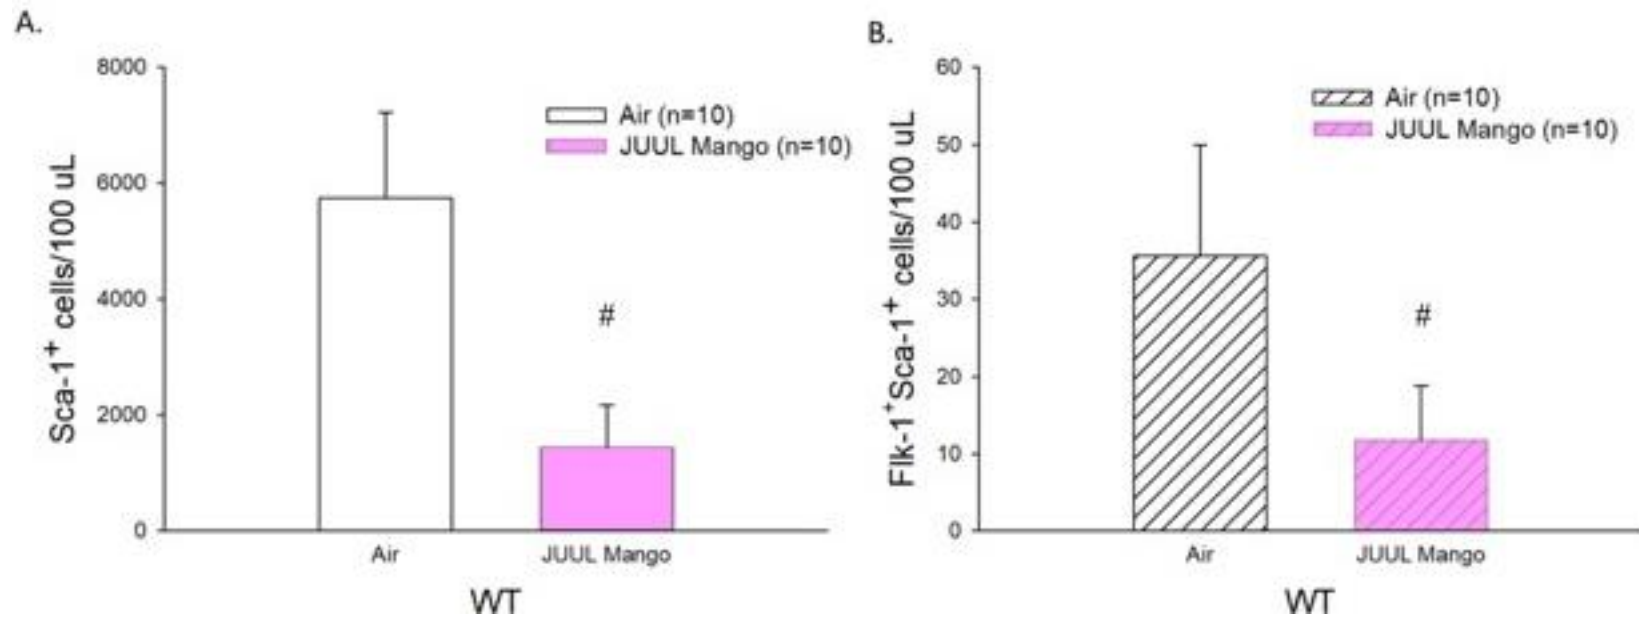 A.
8000
6000
4000
2000
0
Sca-1⁺ cells/100 uL
Air (n=10)
JUUL Mango (n=10)
#
Air
JUUL Mango
WT
B.
60
50
40
30
20
10
0
Flk-1⁺Sca-1⁺ cells/100 uL
Air (n=10)
JUUL Mango (n=10)
#
Air
JUUL Mango
WT